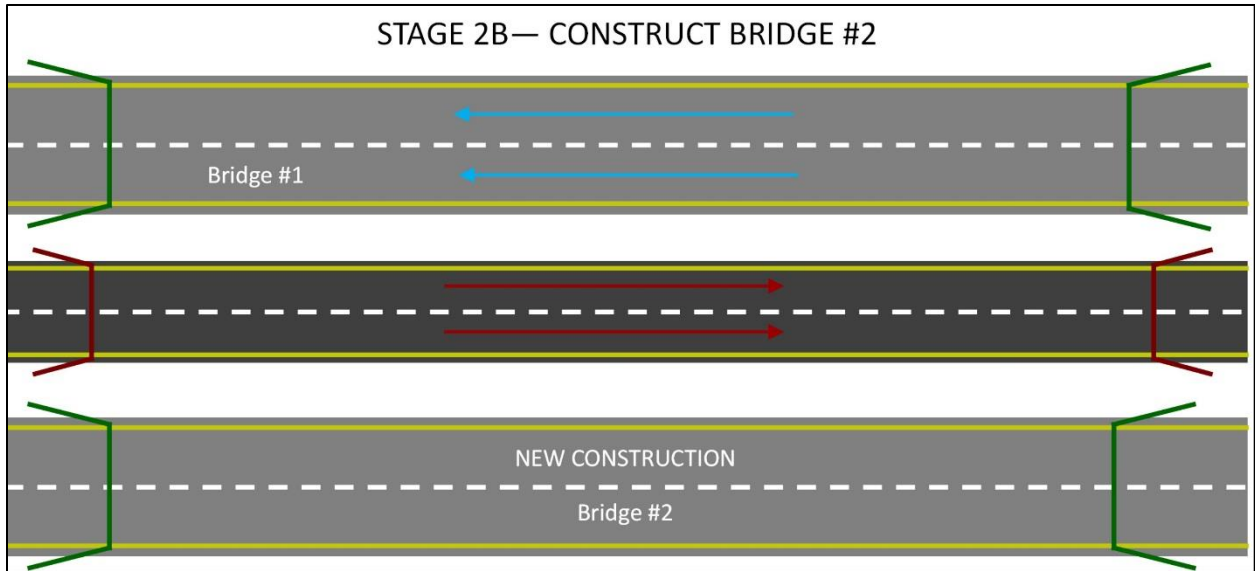 STAGE 2B— CONSTRUCT BRIDGE #2
Bridge #1
NEW CONSTRUCTION
Bridge #2